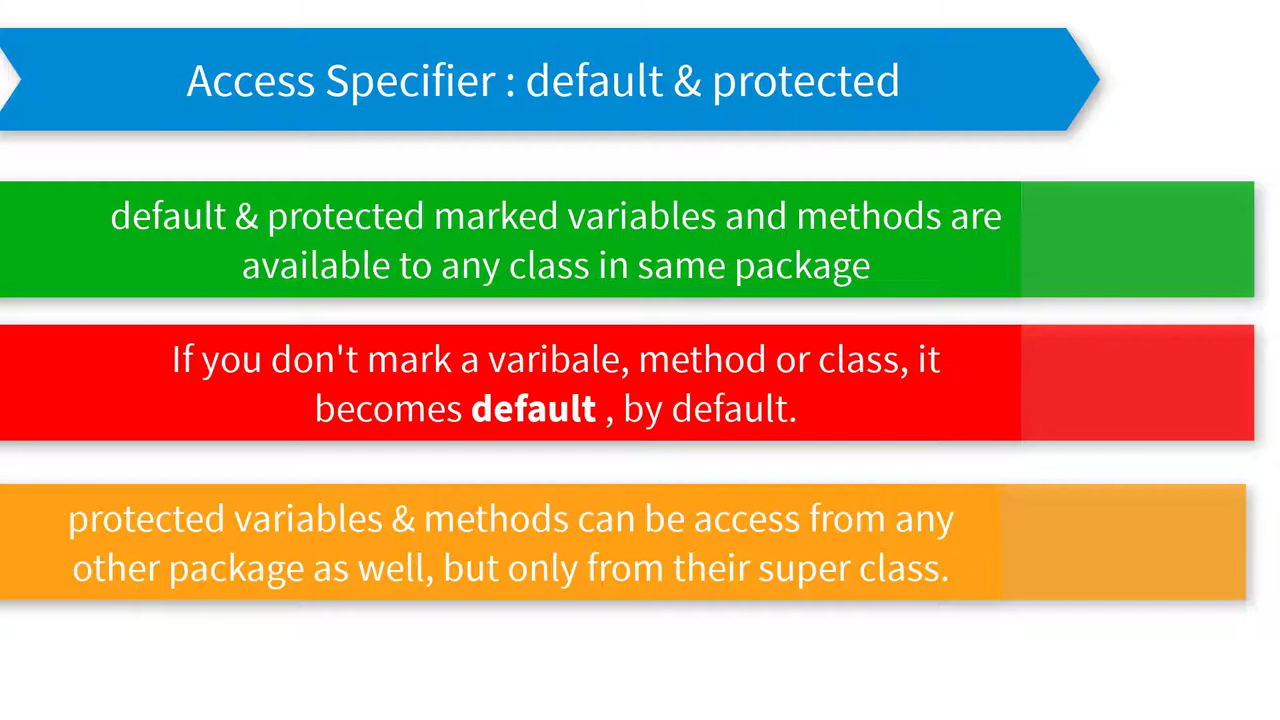 Access Specifier : default & protected
default & protected marked variables and methods are
available to any class in same package
If you don't mark a varibale, method or class, it
becomes default , by default.
protected variables & methods can be access from any
other package as well, but only from their super class.